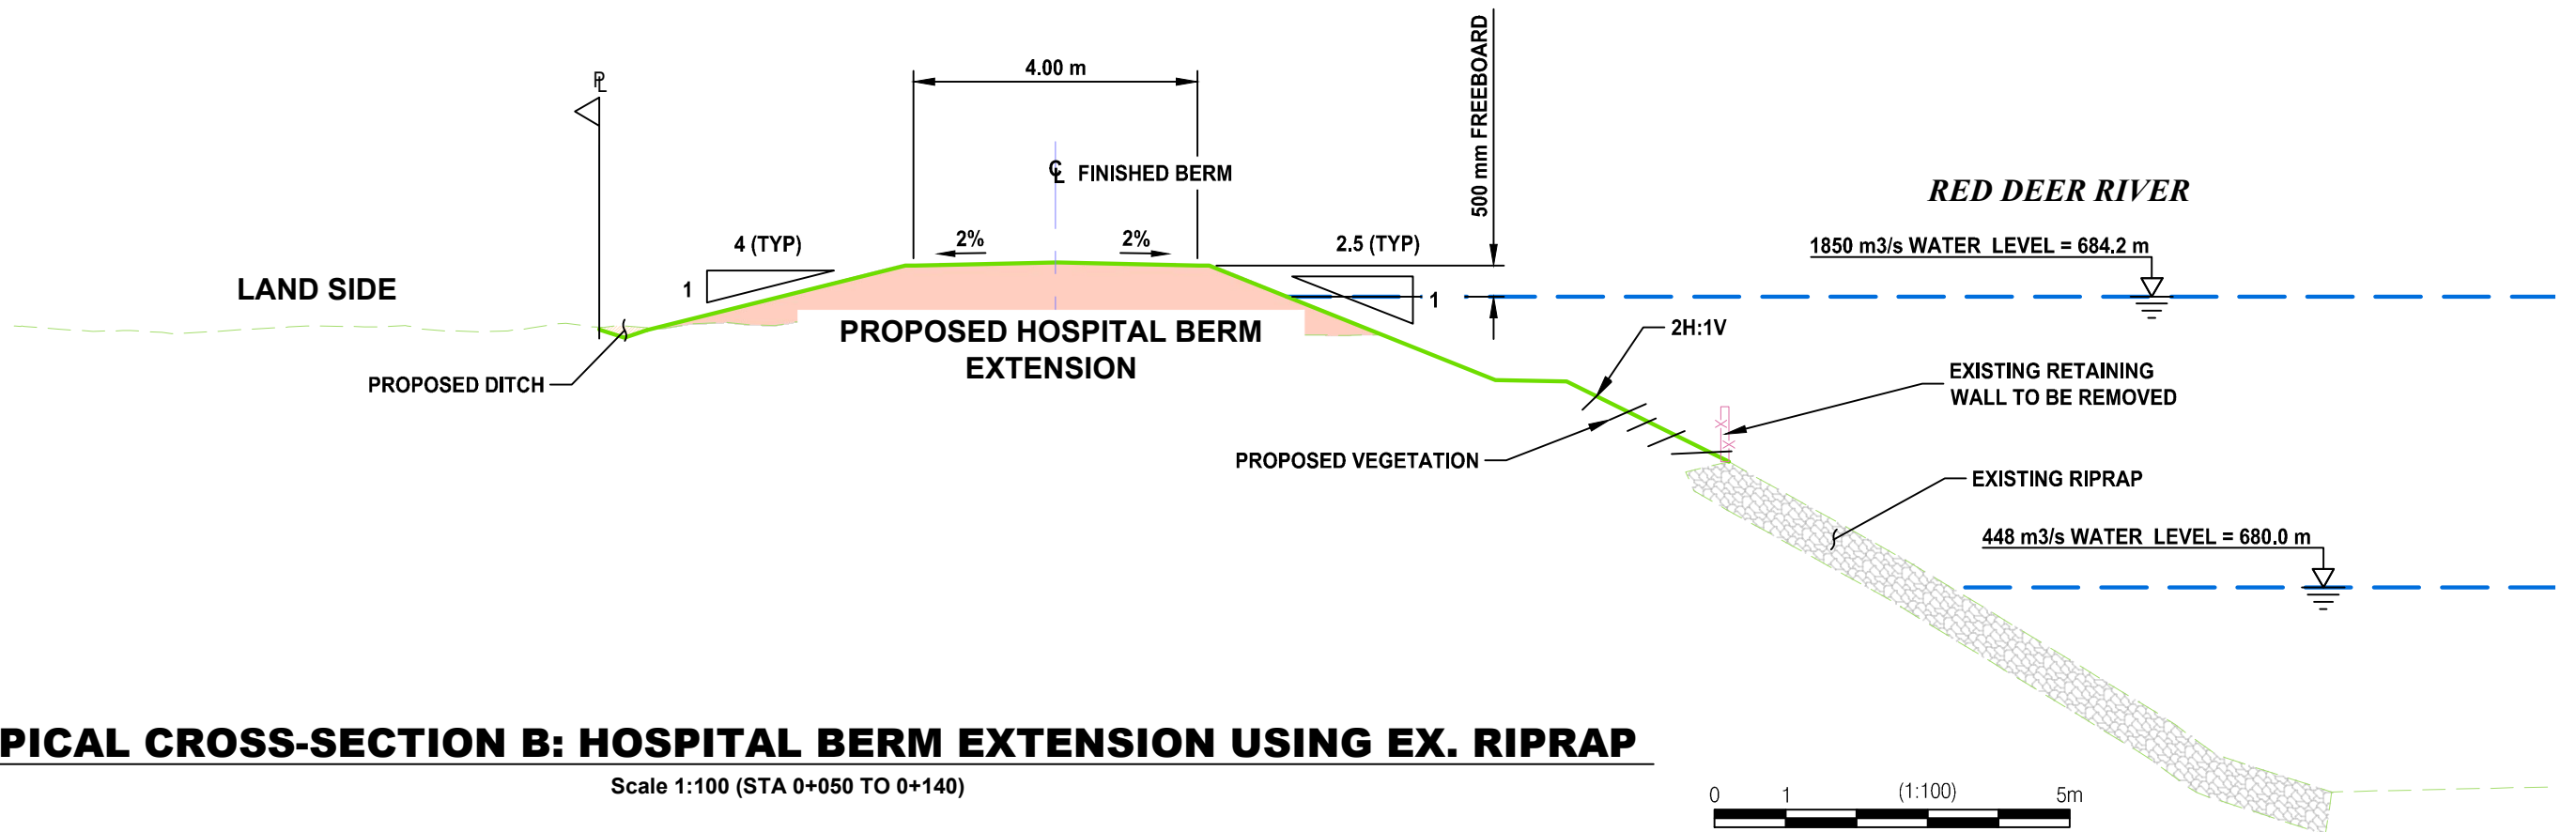 4.00 m
500 mm FREEBOARD
℄ FINISHED BERM
RED DEER RIVER
4 (TYP)
2%
2%
2.5 (TYP)
1850 m3/s WATER LEVEL = 684.2 m
LAND SIDE
1
1
PROPOSED HOSPITAL BERM
EXTENSION
2H:1V
PROPOSED DITCH
EXISTING RETAINING
WALL TO BE REMOVED
PROPOSED VEGETATION
EXISTING RIPRAP
448 m3/s WATER LEVEL = 680.0 m
PICAL CROSS-SECTION B: HOSPITAL BERM EXTENSION USING EX. RIPRAP
Scale 1:100 (STA 0+050 TO 0+140)
0 1 (1:100) 5m